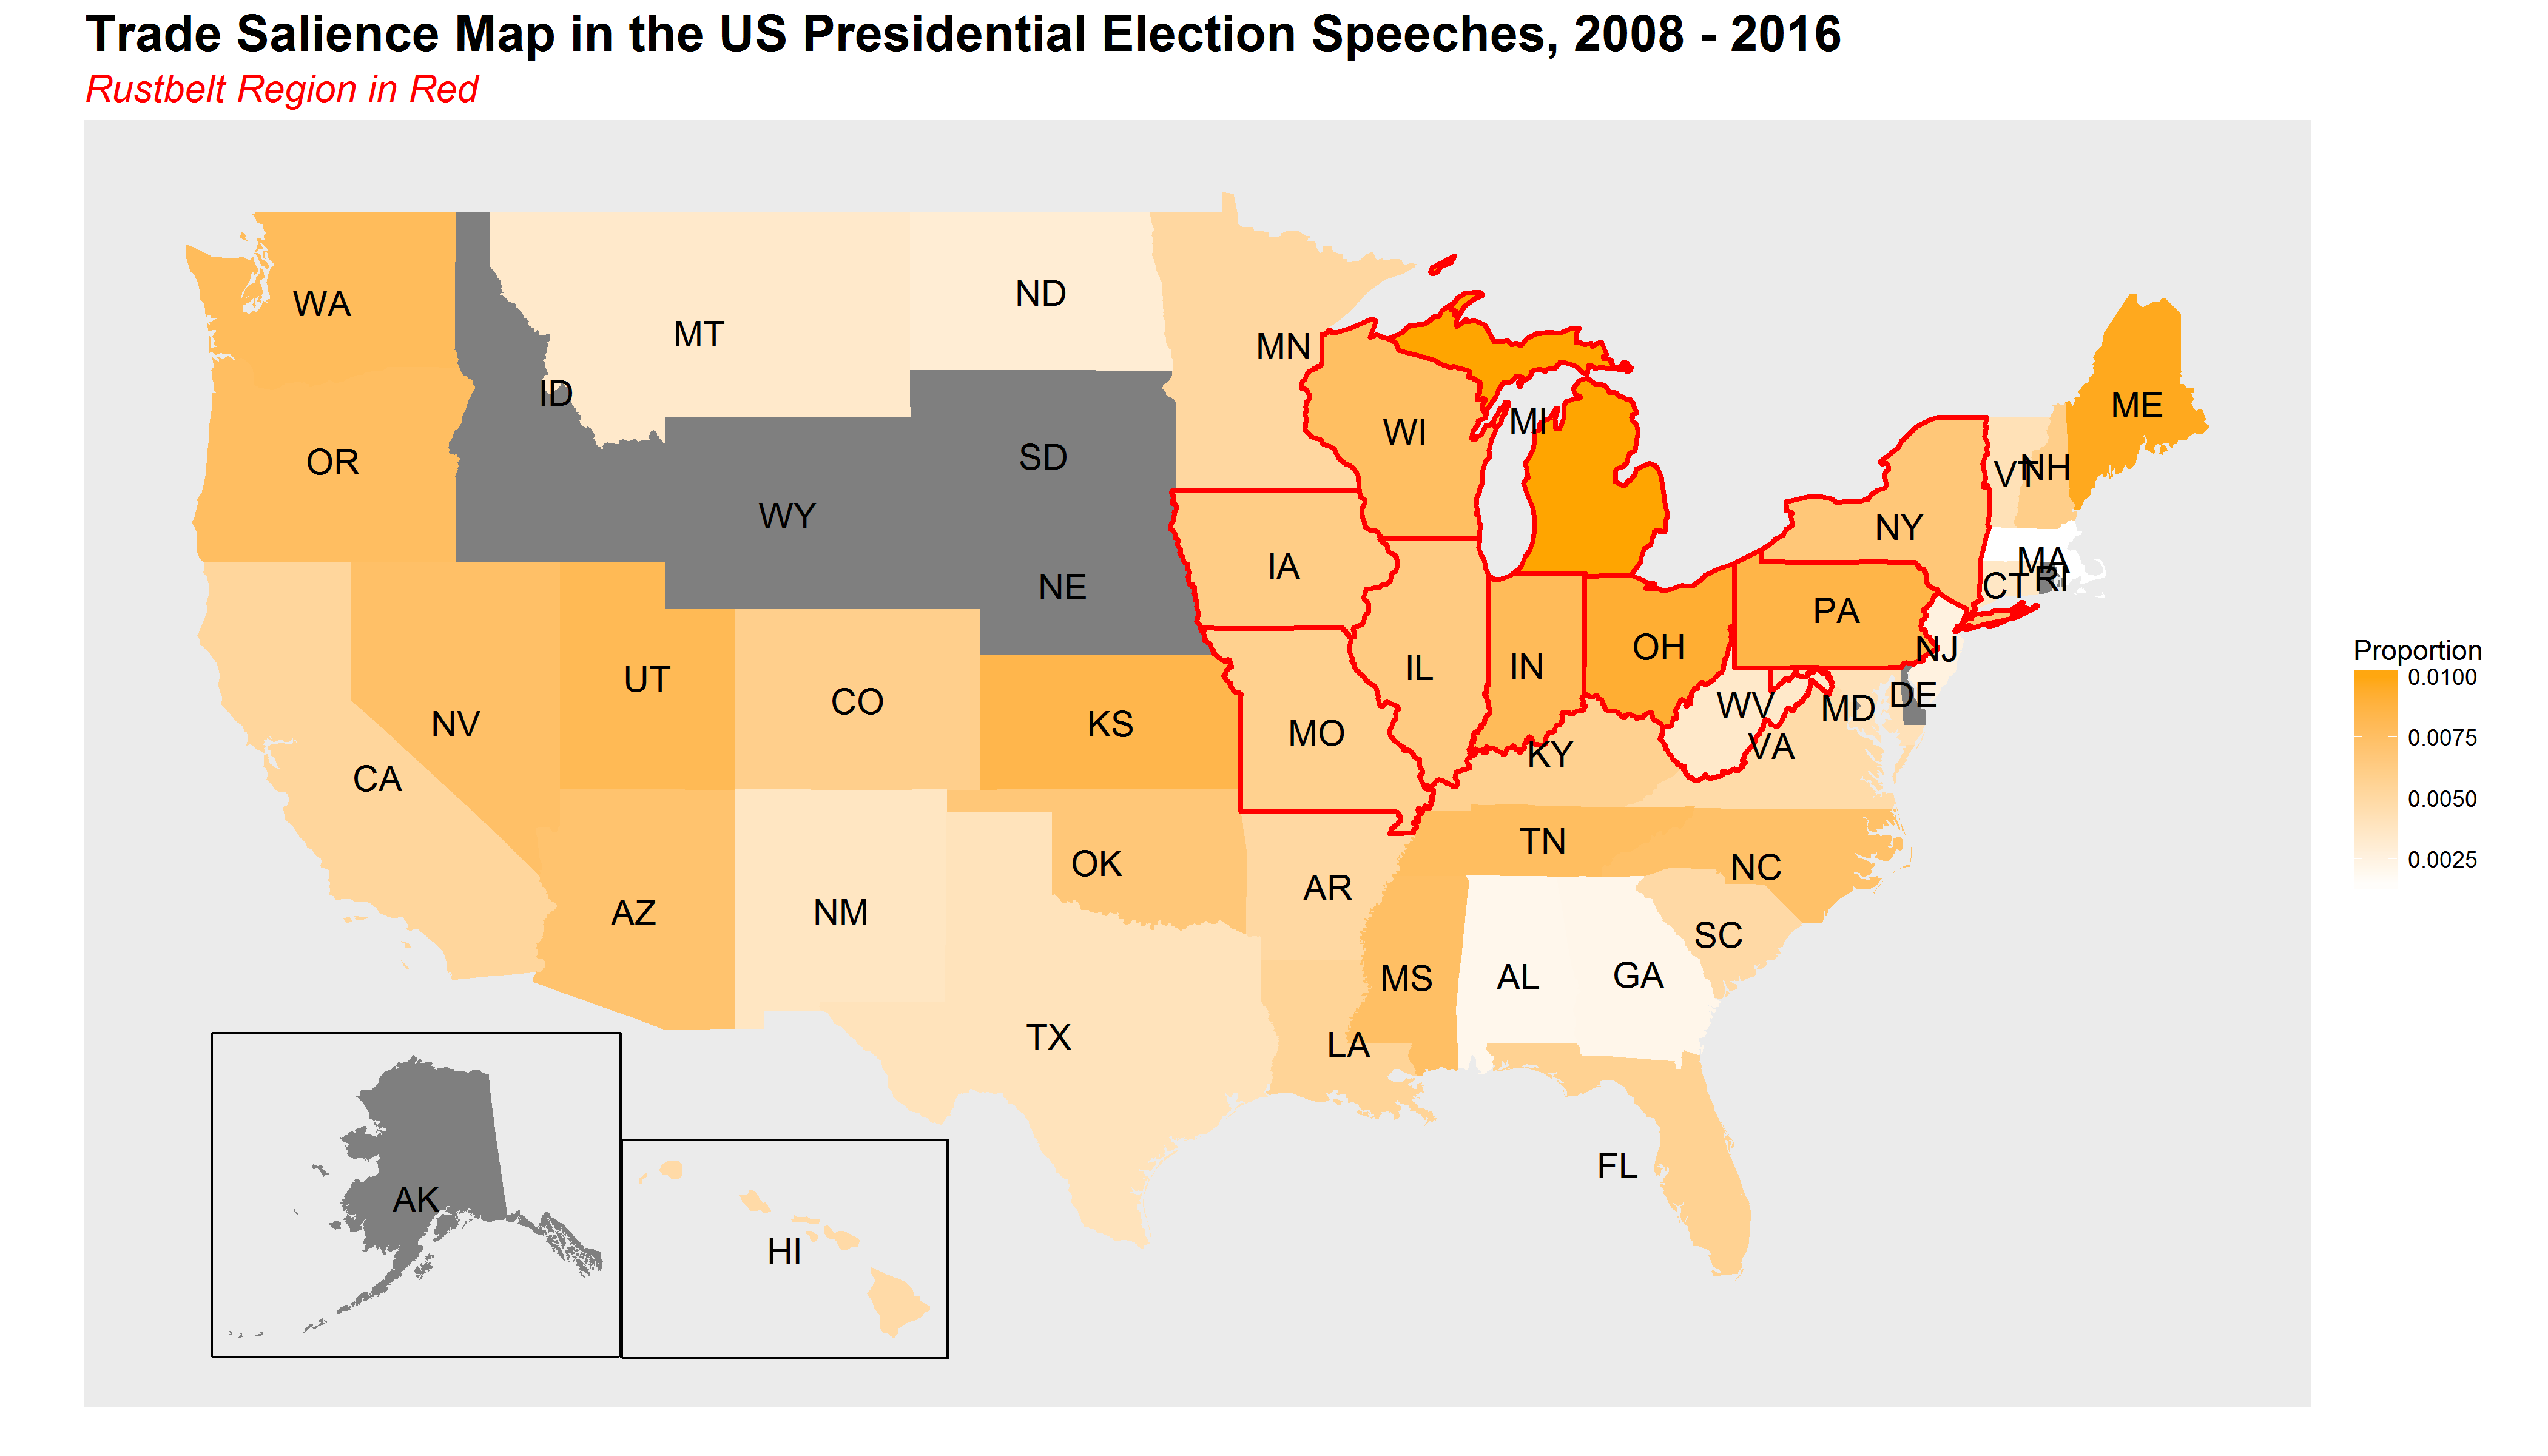 Trade Salience Map in the US Presidential Election Speeches, 2008 - 2016
Rustbelt Region in Red
WA
MT
ND
MN
ID
OR
SD
WI
MI
ME
WY
VT
NH
NY
NE
IA
MA
CT
RI
PA
UT
CO
KS
NV
CA
MO
IL
IN
OH
NJ
WV
MD
DE
KY
VA
AZ
NM
OK
AR
TN
NC
SC
MS
AL
GA
TX
LA
FL
AK
HI
Proportion
0.0100
0.0075
0.0050
0.0025